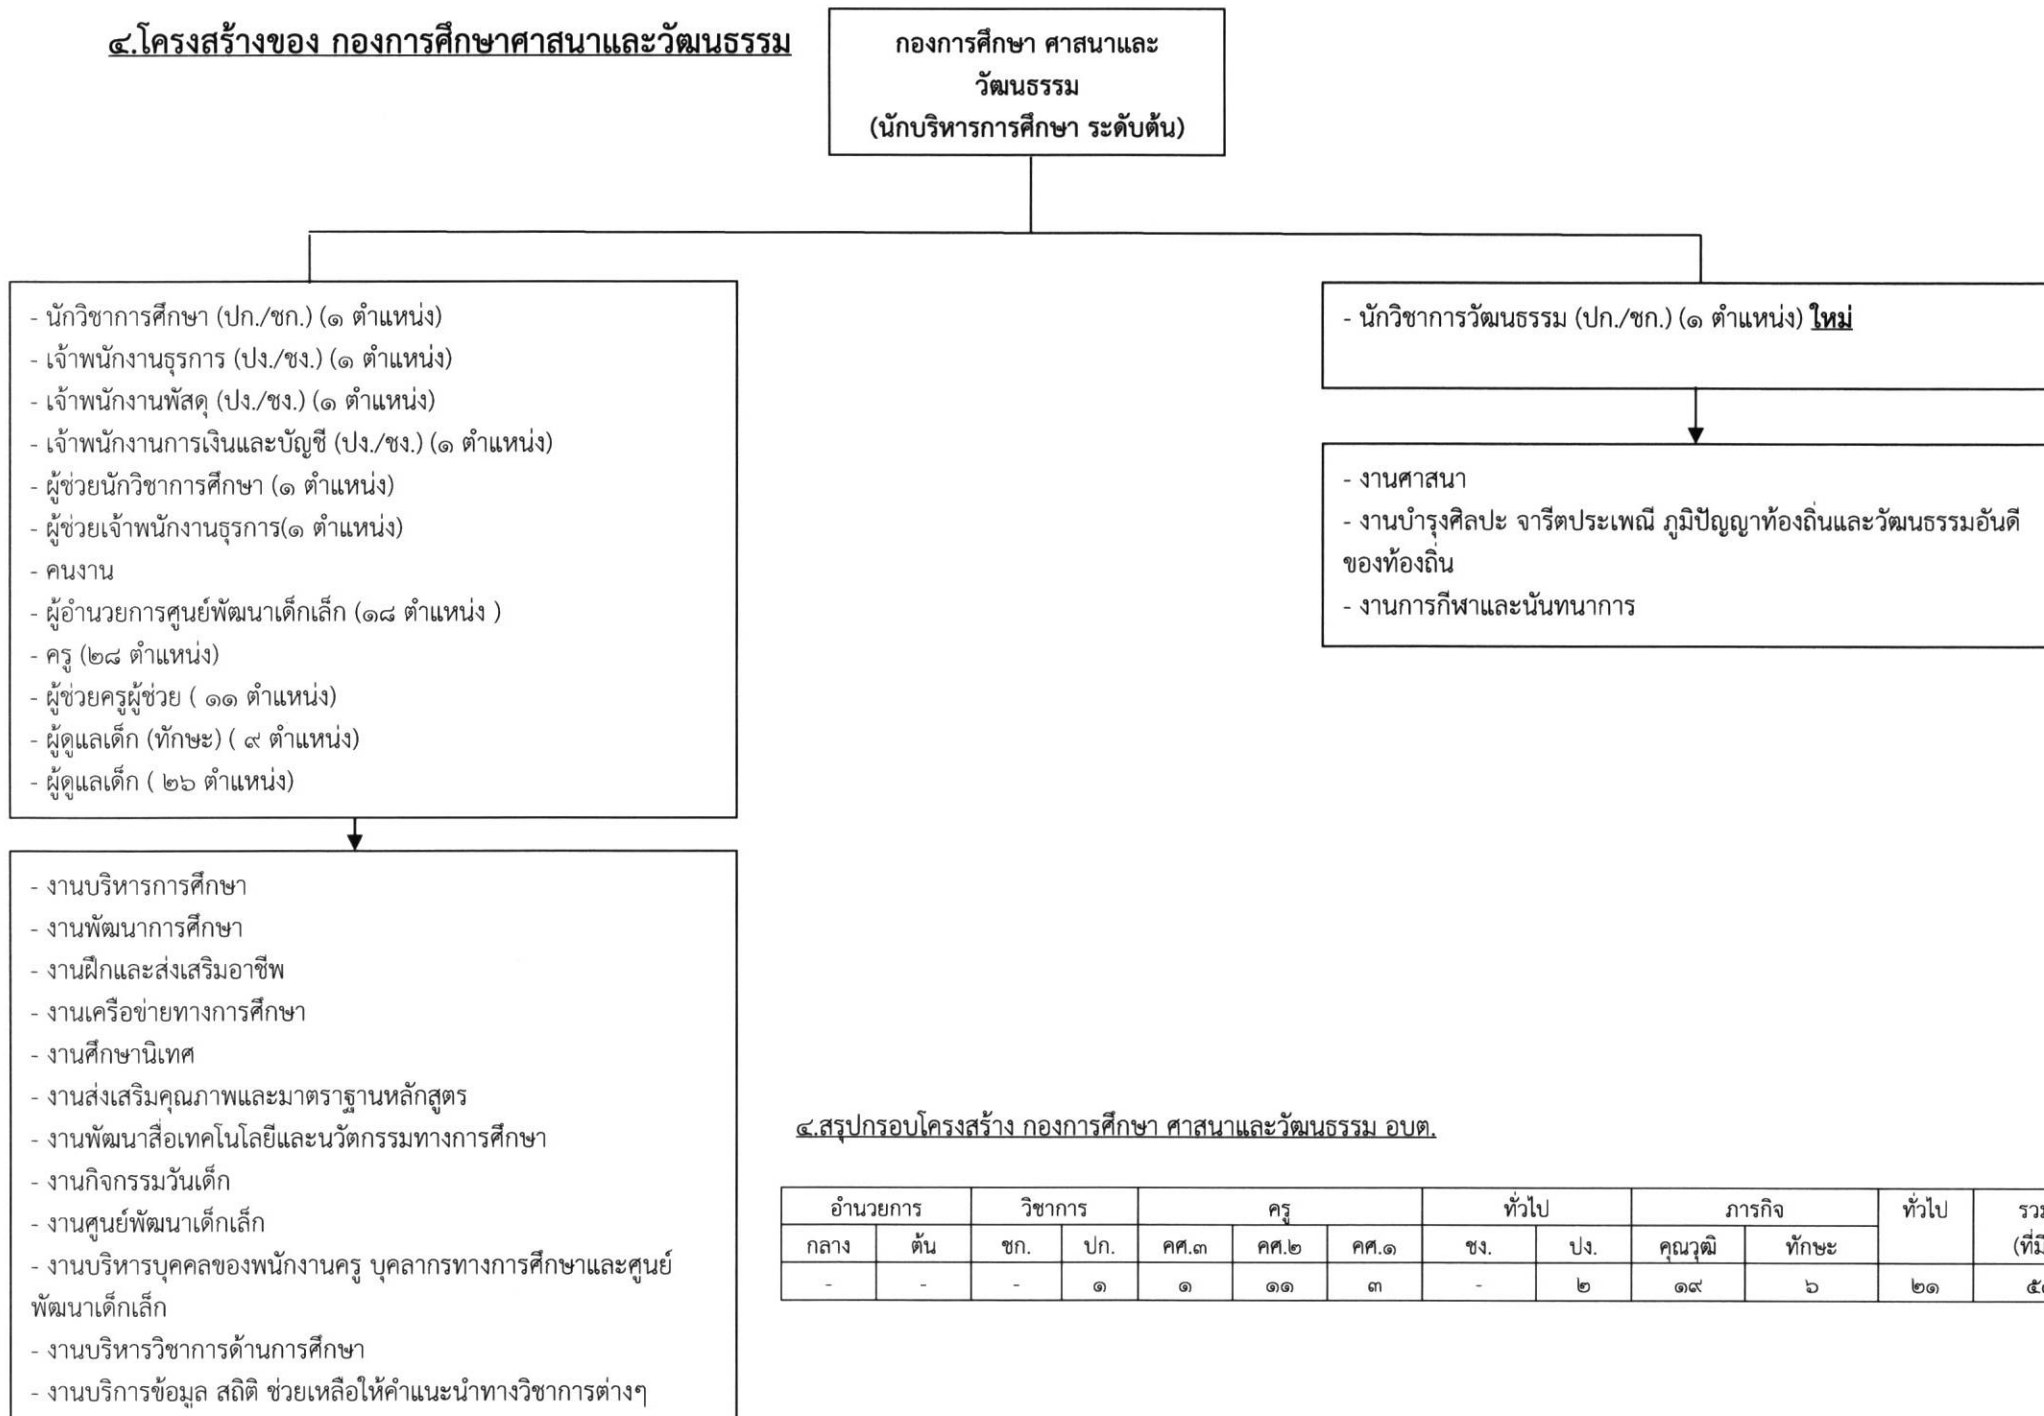 ๔.โครงสร้างของ กองการศึกษาศาสนาและวัฒนธรรม
กองการศึกษา ศาสนาและ
วัฒนธรรม
(นักบริหารการศึกษา ระดับต้น)
- นักวิชาการศึกษา (ปก./ชก.) (๑ ตำแหน่ง)
- เจ้าพนักงานธุรการ (ปง./ชง.) (๑ ตำแหน่ง)
- เจ้าพนักงานพัสดุ (ปง./ชง.) (๑ ตำแหน่ง)
- เจ้าพนักงานการเงินและบัญชี (ปง./ชง.) (๑ ตำแหน่ง)
- ผู้ช่วยนักวิชาการศึกษา (๑ ตำแหน่ง)
- ผู้ช่วยเจ้าพนักงานธุรการ(๑ ตำแหน่ง)
- คนงาน
- ผู้อำนวยการศูนย์พัฒนาเด็กเล็ก (๑๘ ตำแหน่ง )
- ครู (๒๘ ตำแหน่ง)
- ผู้ช่วยครูผู้ช่วย ( ๑๑ ตำแหน่ง)
- ผู้ดูแลเด็ก (ทักษะ) ( ๙ ตำแหน่ง)
- ผู้ดูแลเด็ก ( ๒๖ ตำแหน่ง)
- นักวิชาการวัฒนธรรม (ปก./ชก.) (๑ ตำแหน่ง) ใหม่
- งานศาสนา
- งานบำรุงศิลปะ จารีตประเพณี ภูมิปัญญาท้องถิ่นและวัฒนธรรมอันดี
ของท้องถิ่น
- งานการกีฬาและนันทนาการ
- งานบริหารการศึกษา
- งานพัฒนาการศึกษา
- งานฝึกและส่งเสริมอาชีพ
- งานเครือข่ายทางการศึกษา
- งานศึกษานิเทศ
- งานส่งเสริมคุณภาพและมาตราฐานหลักสูตร
- งานพัฒนาสื่อเทคโนโลยีและนวัตกรรมทางการศึกษา
- งานกิจกรรมวันเด็ก
- งานศูนย์พัฒนาเด็กเล็ก
- งานบริหารบุคคลของพนักงานครู บุคลากรทางการศึกษาและศูนย์
พัฒนาเด็กเล็ก
- งานบริหารวิชาการด้านการศึกษา
- งานบริการข้อมูล สถิติ ช่วยเหลือให้คำแนะนำทางวิชาการต่างๆ
๔.สรุปกรอบโครงสร้าง กองการศึกษา ศาสนาและวัฒนธรรม อบต.
อำนวยการ วิชาการ ครู ทั่วไป ภารกิจ ทั่วไป
กลาง ต้น ชก. ปก. คศ.๓ คศ.๒ คศ.๑ ชง. ปง. คุณวุฒิ ทักษะ
- - - ๑ ๑ ๑๑ ๓ - ๒ ๑๙ ๖ ๒๑